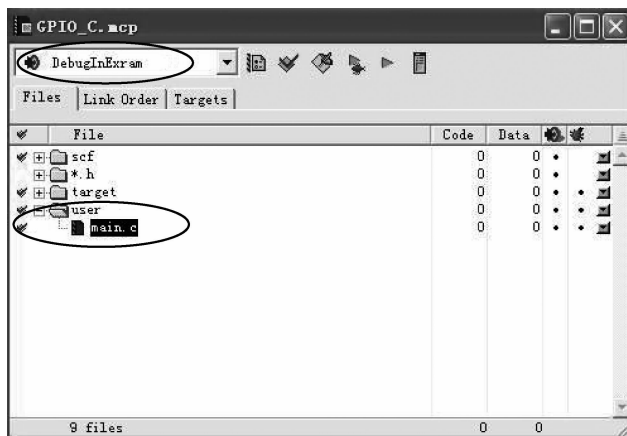 GPIO_C.mcp
DebugInExram
Files Link Order Targets
File Code Data
scf 0 0
*.h 0 0
target 0 0
user 0 0
main.c 0 0
9 files 0 0